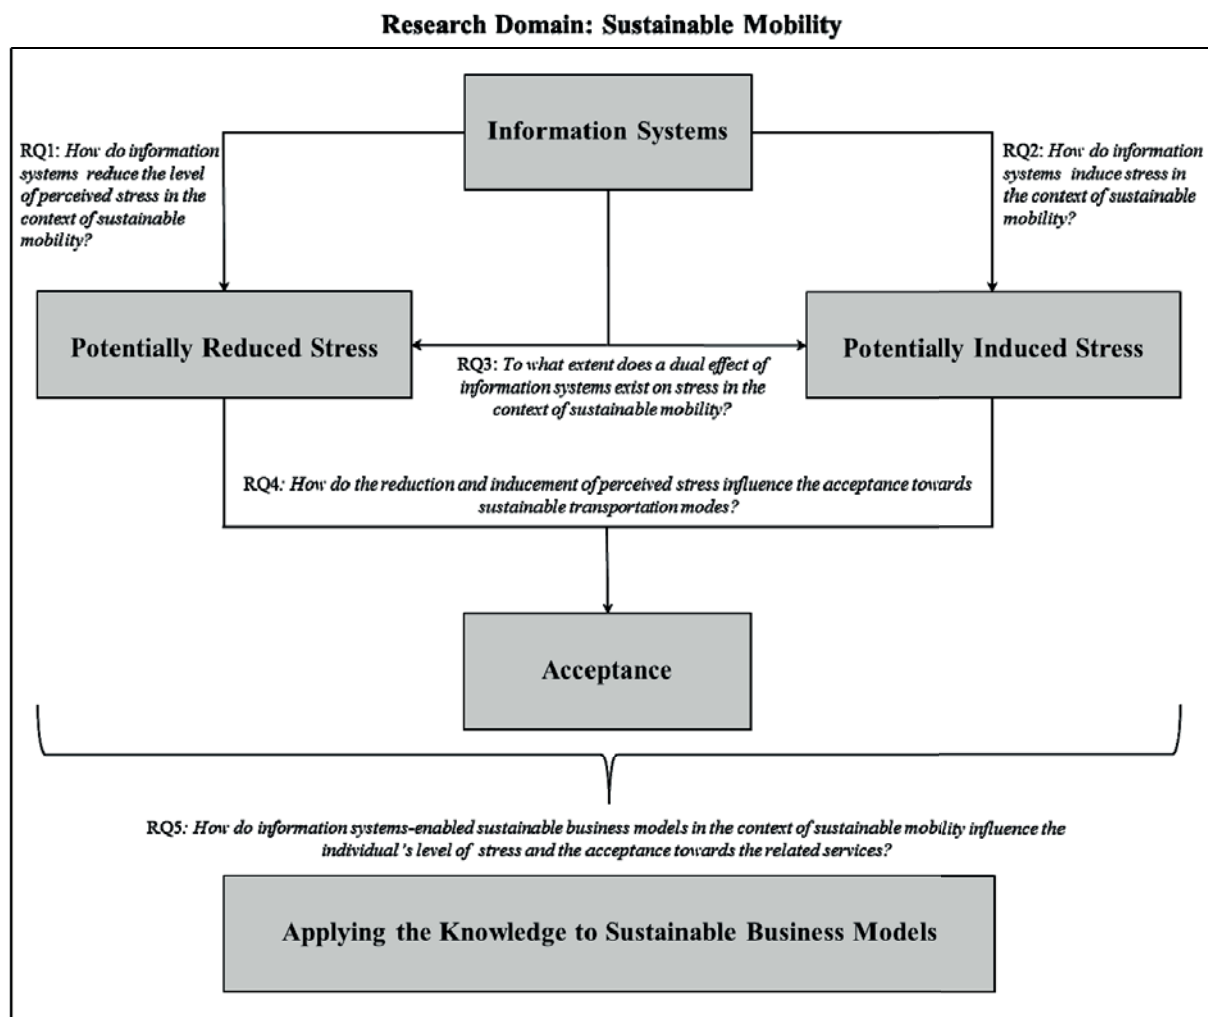 Research Domain: Sustainable Mobility
Information Systems
RQ1: How do information
systems reduce the level
of perceived stress in the
context of sustainable
mobility?
RQ2: How do information
systems induce stress in
the context of sustainable
mobility?
Potentially Reduced Stress
Potentially Induced Stress
RQ3: To what extent does a dual effect of
information systems exist on stress in the
context of sustainable mobility?
RQ4: How do the reduction and inducement of perceived stress influence the acceptance towards
sustainable transportation modes?
Acceptance
RQ5: How do information systems-enabled sustainable business models in the context of sustainable mobility influence the
individual's level of stress and the acceptance towards the related services?
Applying the Knowledge to Sustainable Business Models